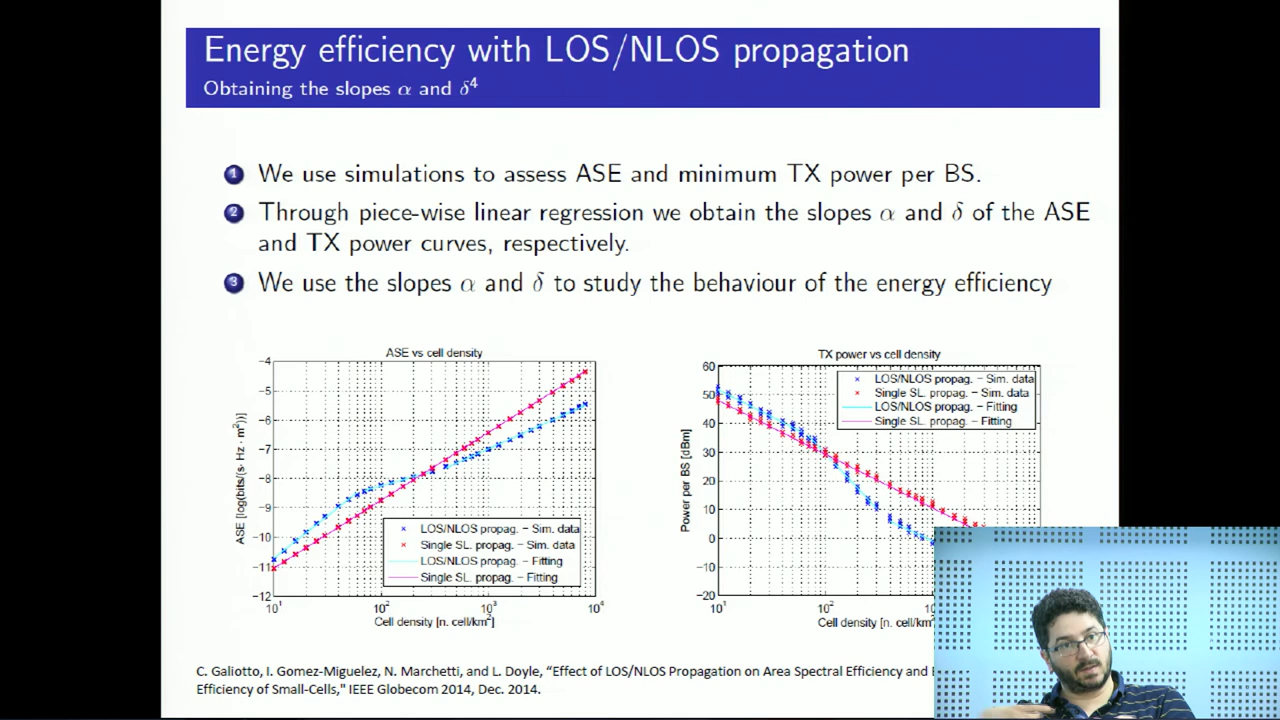 Energy efficiency with LOS/NLOS propagation
Obtaining the slopes α and δ⁴
1 We use simulations to assess ASE and minimum TX power per BS.
2 Through piece-wise linear regression we obtain the slopes α and δ of the ASE
and TX power curves, respectively.
3 We use the slopes α and δ to study the behaviour of the energy efficiency
ASE vs cell density
ASE [log(bits/(s· Hz · m²))]
−4
−5
−6
−7
−8
−9
−10
−11
−12
LOS/NLOS propag. − Sim. data
Single SL. propag. − Sim. data
LOS/NLOS propag. − Fitting
Single SL. propag. − Fitting
10¹ 10² 10³ 10⁴
Cell density [n. cell/km²]
TX power vs cell density
Power per BS [dBm]
60
50
40
30
20
10
0
−10
−20
LOS/NLOS propag. − Sim. data
Single SL. propag. − Sim. data
LOS/NLOS propag. − Fitting
Single SL. propag. − Fitting
10¹ 10²
Cell density [n. cell/km
C. Galiotto, I. Gomez-Miguelez, N. Marchetti, and L. Doyle, “Effect of LOS/NLOS Propagation on Area Spectral Efficiency and
Efficiency of Small-Cells," IEEE Globecom 2014, Dec. 2014.